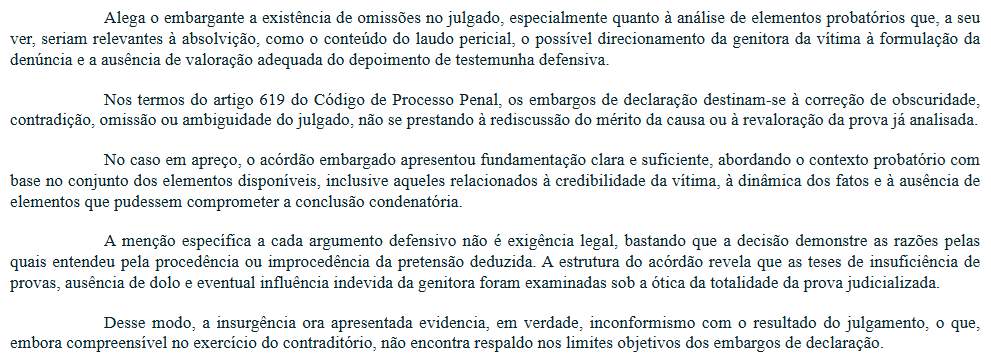 Alega o embargante a existência de omissões no julgado, especialmente quanto à análise de elementos probatórios que, a seu
ver, seriam relevantes à absolvição, como o conteúdo do laudo pericial, o possível direcionamento da genitora da vítima à formulação da
denúncia e a ausência de valoração adequada do depoimento de testemunha defensiva.
Nos termos do artigo 619 do Código de Processo Penal, os embargos de declaração destinam-se à correção de obscuridade,
contradição, omissão ou ambiguidade do julgado, não se prestando à rediscussão do mérito da causa ou à revaloração da prova já analisada.
No caso em apreço, o acórdão embargado apresentou fundamentação clara e suficiente, abordando o contexto probatório com
base no conjunto dos elementos disponíveis, inclusive aqueles relacionados à credibilidade da vítima, à dinâmica dos fatos e à ausência de
elementos que pudessem comprometer a conclusão condenatória.
A menção específica a cada argumento defensivo não é exigência legal, bastando que a decisão demonstre as razões pelas
quais entendeu pela procedência ou improcedência da pretensão deduzida. A estrutura do acórdão revela que as teses de insuficiência de
provas, ausência de dolo e eventual influência indevida da genitora foram examinadas sob a ótica da totalidade da prova judicializada.
Desse modo, a insurgência ora apresentada evidencia, em verdade, inconformismo com o resultado do julgamento, o que,
embora compreensível no exercício do contraditório, não encontra respaldo nos limites objetivos dos embargos de declaração.